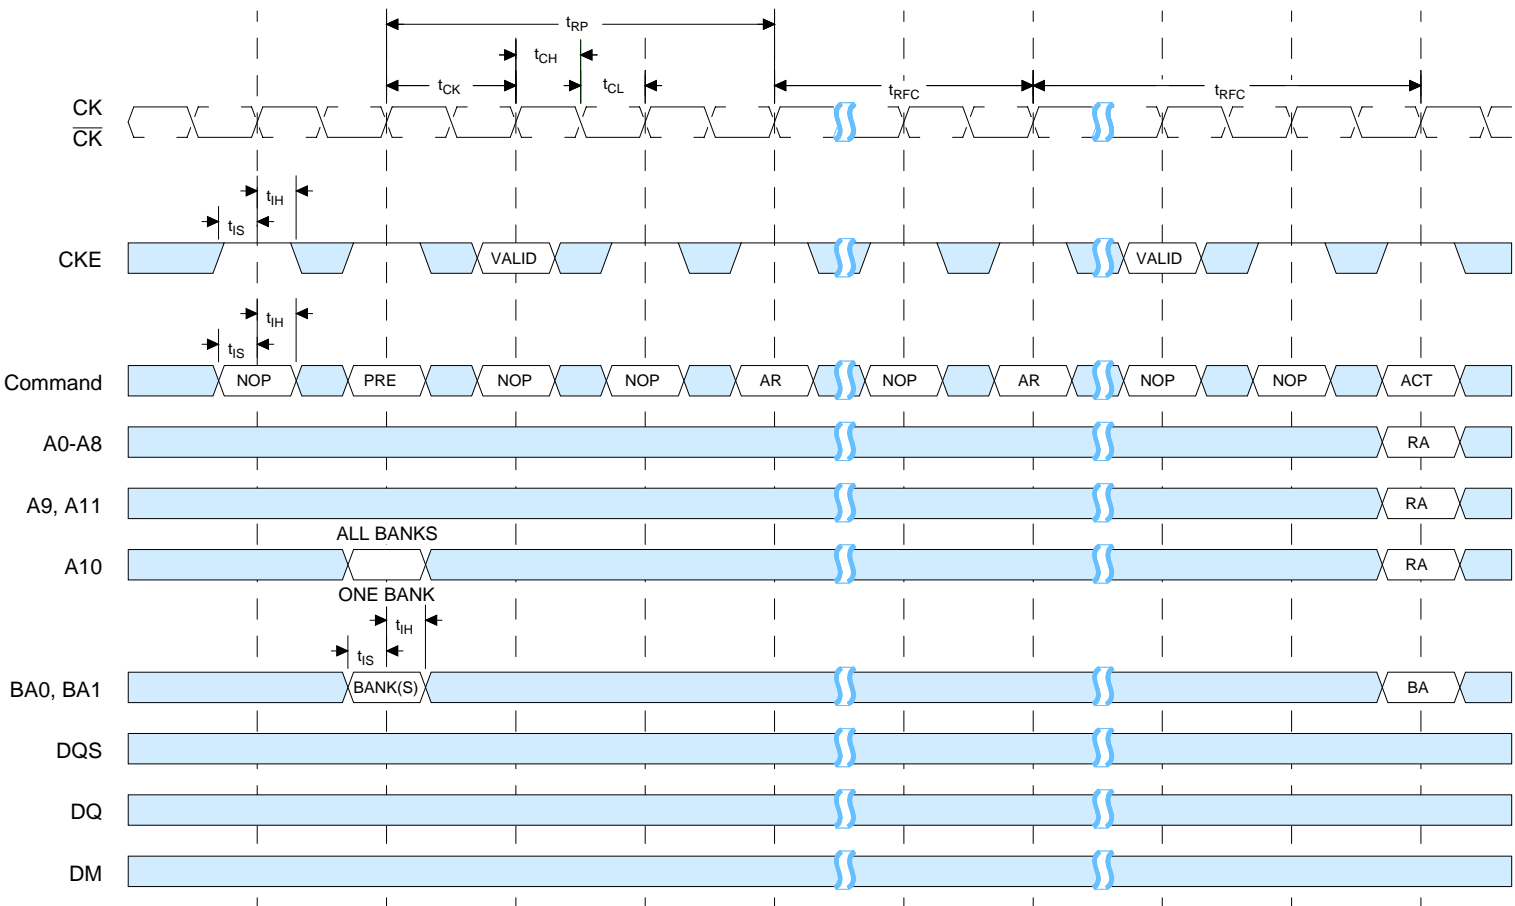 tRP
tCH
tCK tCL tRFC tRFC
CK
CK
tIH
tIS
CKE VALID VALID
tIH
tIS
Command NOP PRE NOP NOP AR NOP AR NOP NOP ACT
A0-A8 RA
A9, A11 RA
ALL BANKS
A10 RA
ONE BANK
tIH
tIS
BA0, BA1 BANK(S) BA
DQS
DQ
DM